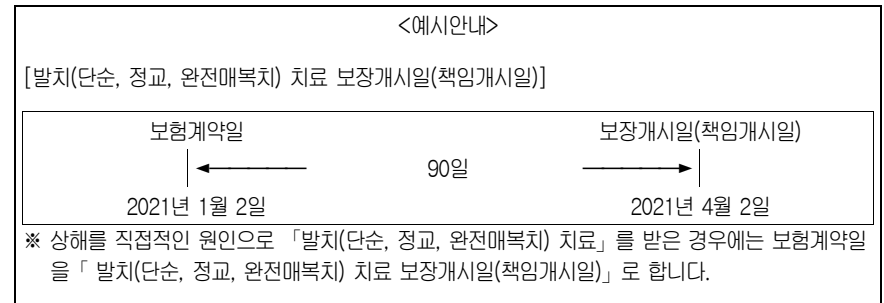 <예시안내>
[발치(단순, 정교, 완전매복치) 치료 보장개시일(책임개시일)]
보험계약일 보장개시일(책임개시일)
90일
2021년 1월 2일 2021년 4월 2일
※ 상해를 직접적인 원인으로 「발치(단순, 정교, 완전매복치) 치료」를 받은 경우에는 보험계약일
을「 발치(단순, 정교, 완전매복치) 치료 보장개시일(책임개시일)」로 합니다.